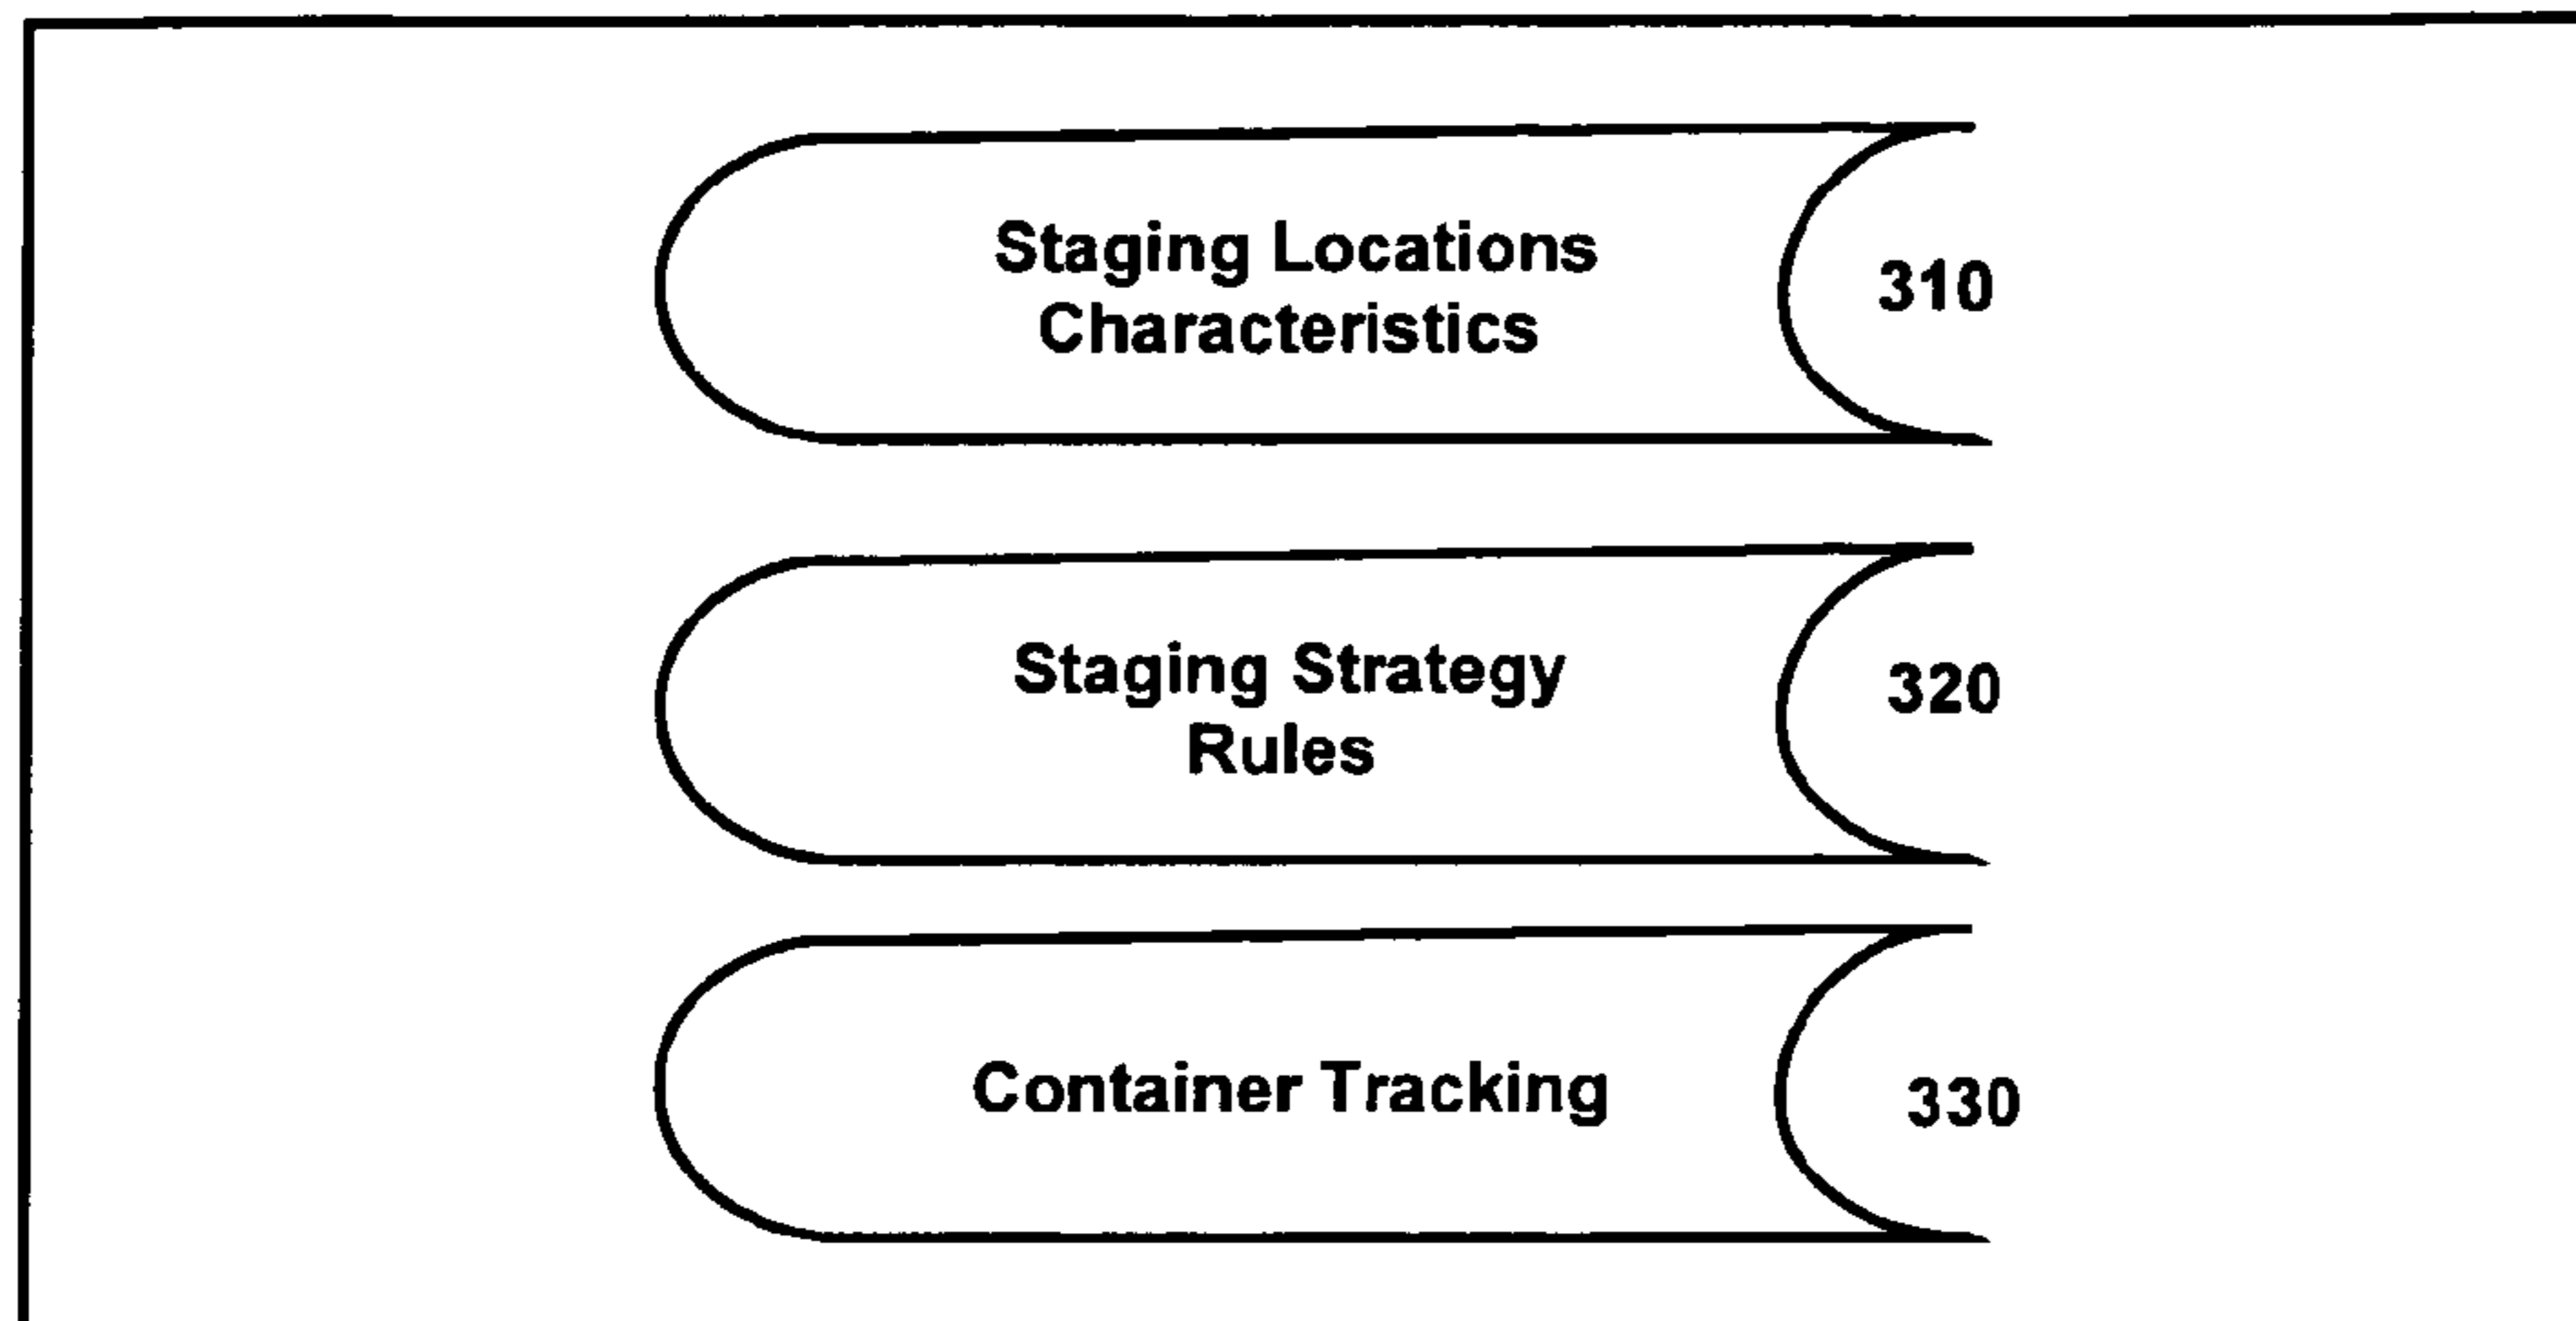 Staging Locations
Characteristics
310
Staging Strategy
Rules
320
Container Tracking
330